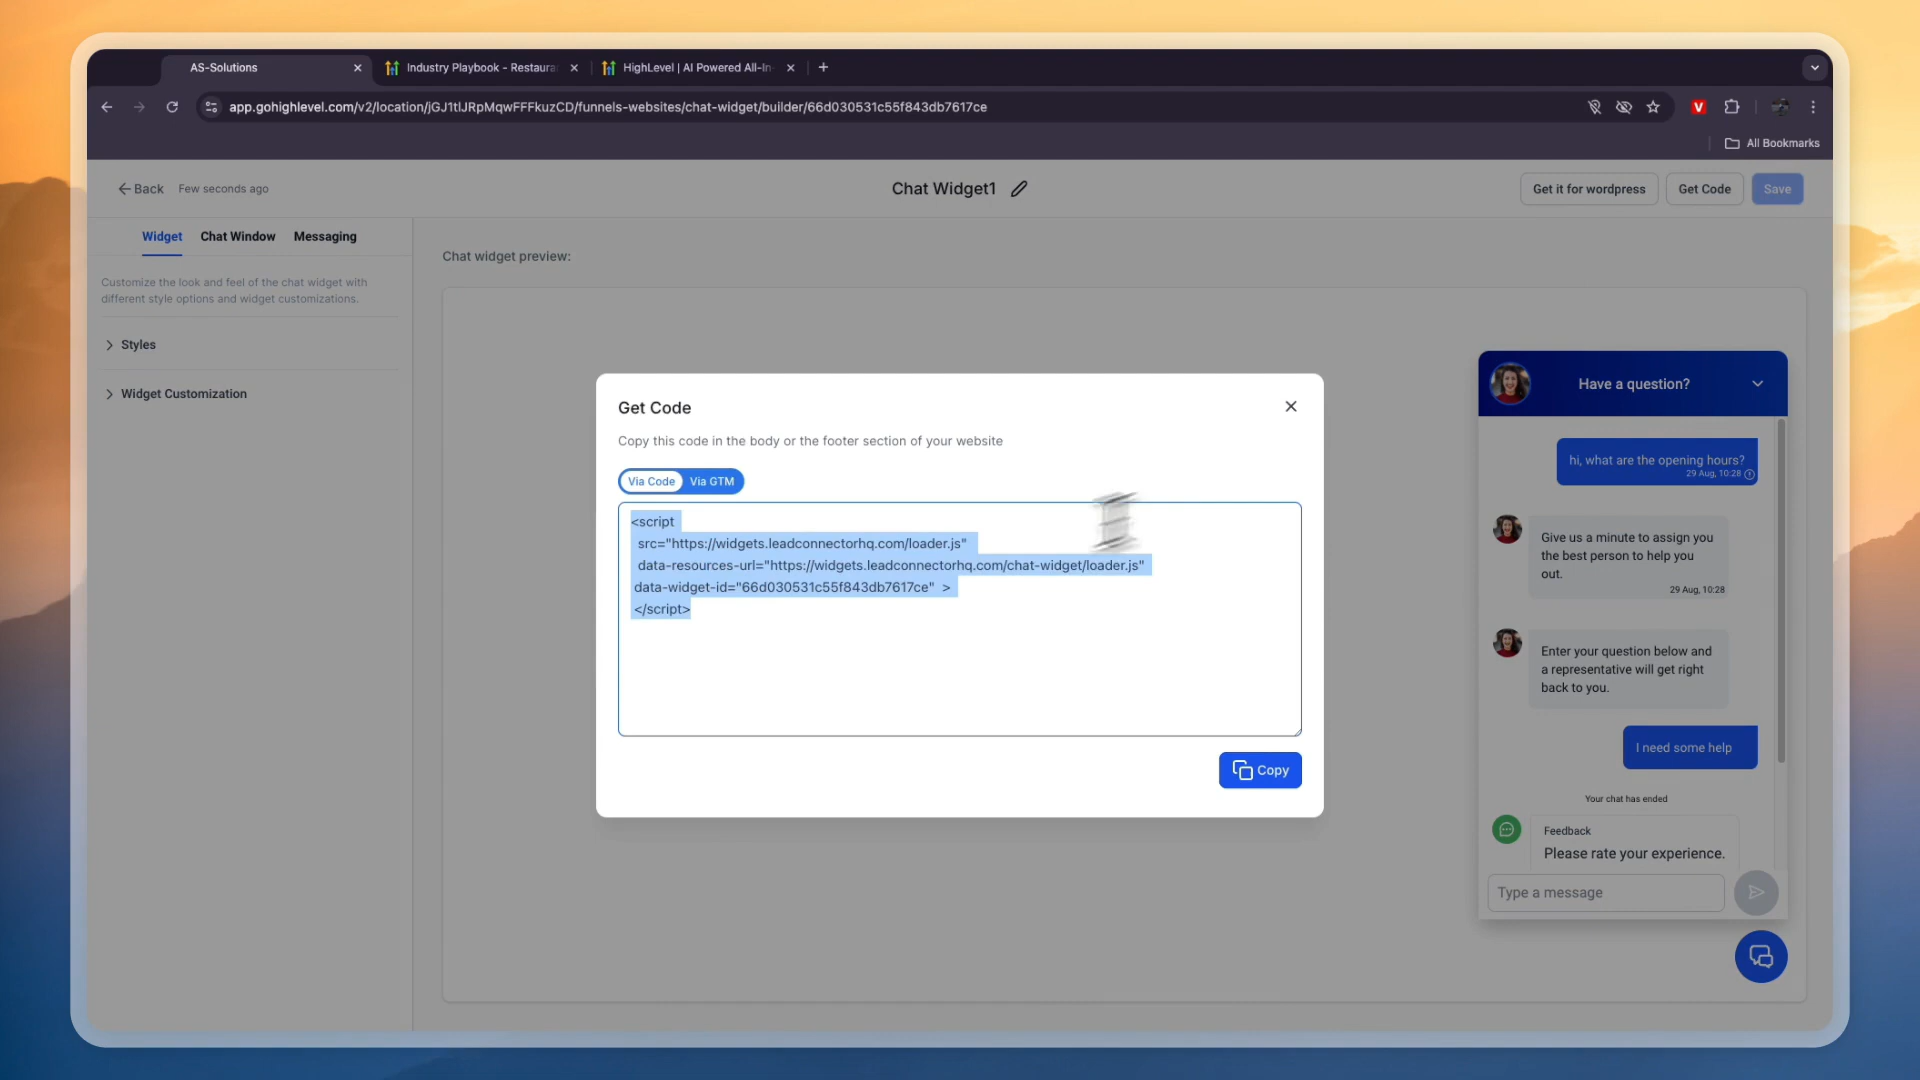 AS-Solutions
Industry Playbook - Restaura
HighLevel | AI Powered All-In-
app.gohighlevel.com/v2/location/jGJ1tlJRpMqwFFFkuzCD/funnels-websites/chat-widget/builder/66d030531c55f843db7617ce
All Bookmarks
Back
Few seconds ago
Chat Widget1
Get it for wordpress
Get Code
Save
Widget
Chat Window
Messaging
Customize the look and feel of the chat widget with
different style options and widget customizations.
Styles
Widget Customization
Chat widget preview:
Get Code
Copy this code in the body or the footer section of your website
Via Code
Via GTM
<script
src="https://widgets.leadconnectorhq.com/loader.js"
data-resources-url="https://widgets.leadconnectorhq.com/chat-widget/loader.js"
data-widget-id="66d030531c55f843db7617ce" >
</script>
Copy
Have a question?
hi, what are the opening hours?
29 Aug, 10:28
Give us a minute to assign you
the best person to help you
out.
29 Aug, 10:28
Enter your question below and
a representative will get right
back to you.
I need some help
Your chat has ended
Feedback
Please rate your experience.
Type a message